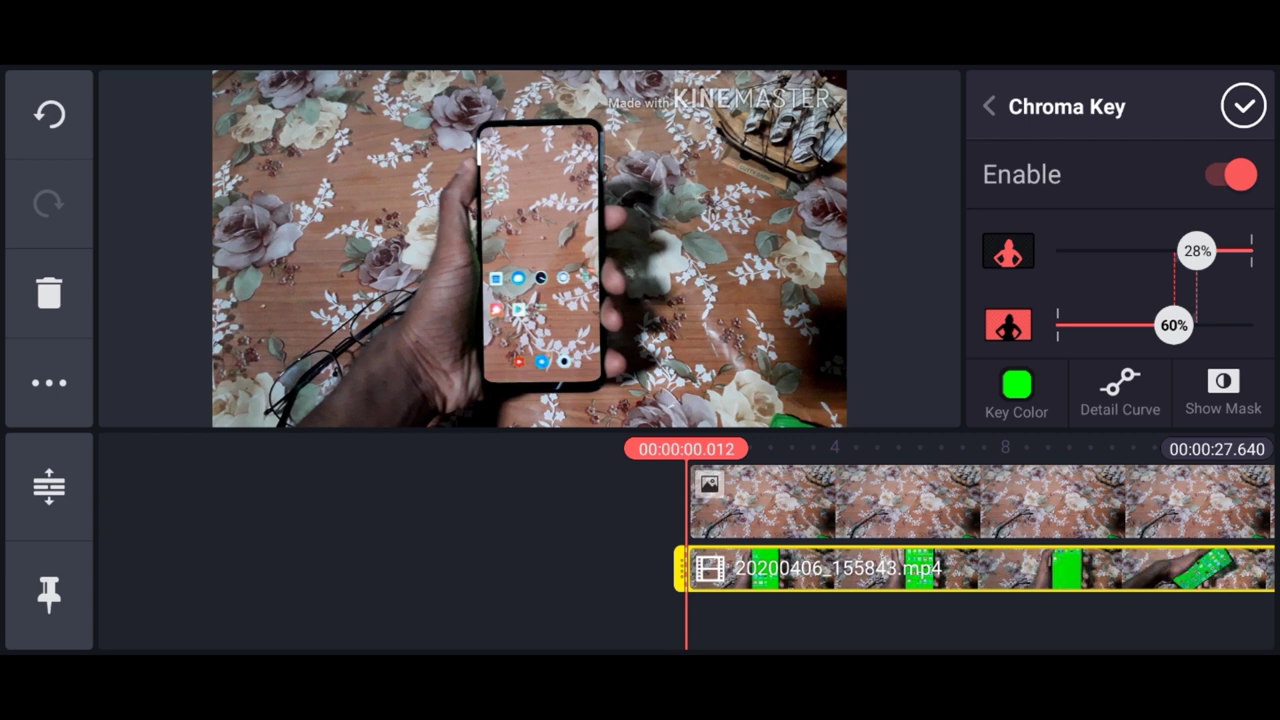 Made with KINEMASTER
Chroma Key
Enable
28%
60%
Key Color
Detail Curve
Show Mask
00:00:00.012
4
8
00:00:27.640
20200406_155843.mp4